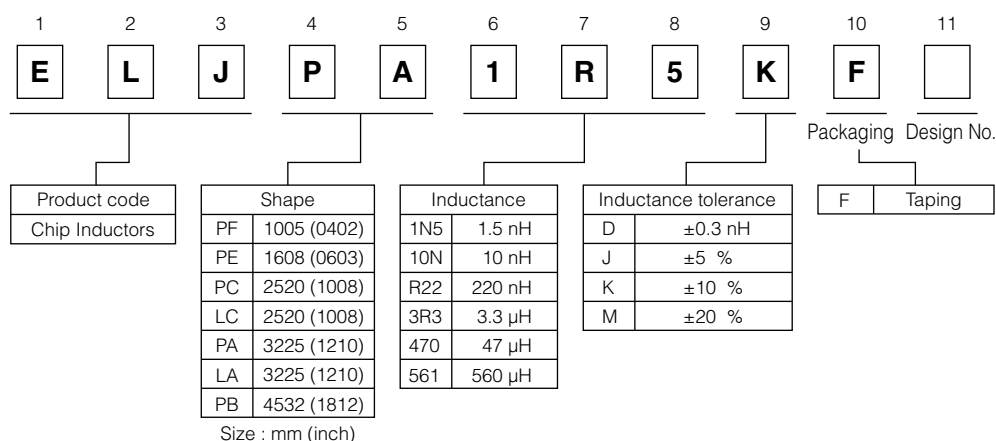 1 2 3 4 5 6 7 8 9 10 11
E L J P A 1 R 5 K F
Packaging Design No.
Product code
Chip Inductors
Shape
PF 1005 (0402)
PE 1608 (0603)
PC 2520 (1008)
LC 2520 (1008)
PA 3225 (1210)
LA 3225 (1210)
PB 4532 (1812)
Size : mm (inch)
Inductance
1N5 1.5 nH
10N 10 nH
R22 220 nH
3R3 3.3 µH
470 47 µH
561 560 µH
Inductance tolerance
D ±0.3 nH
J ±5 %
K ±10 %
M ±20 %
F Taping